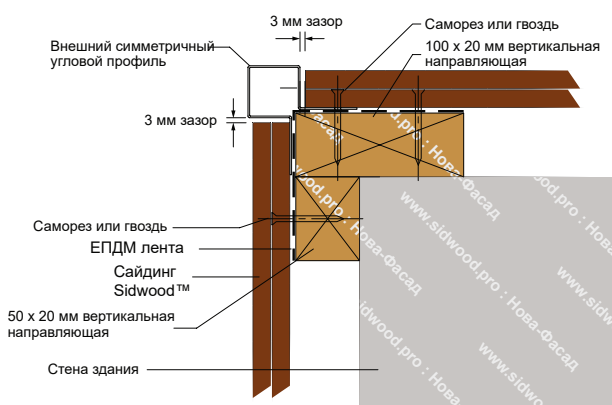 3 мм зазор
Саморез или гвоздь
Внешний симметричный
угловой профиль
100 x 20 мм вертикальная
направляющая
3 мм зазор
Саморез или гвоздь
ЕПДМ лента
Сайдинг
Sidwood™
50 x 20 мм вертикальная
направляющая
Стена здания
www.sidwood.pro : Нова-Фасад